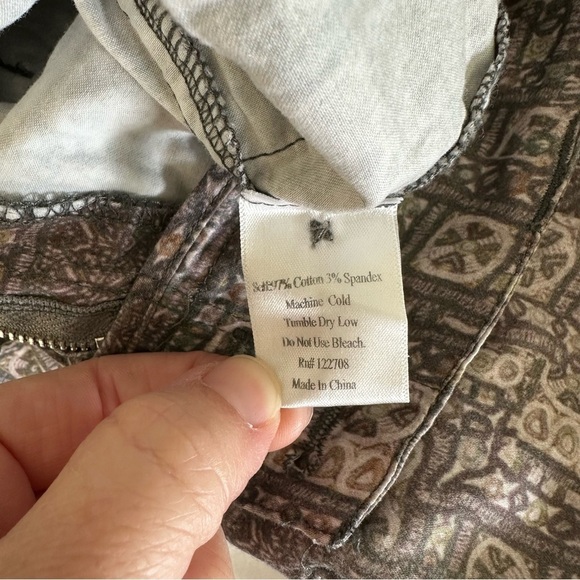 97% Cotton 3% Spandex
Machine Cold
Tumble Dry Low
Do Not Use Bleach.
Rn# 122708
Made In China